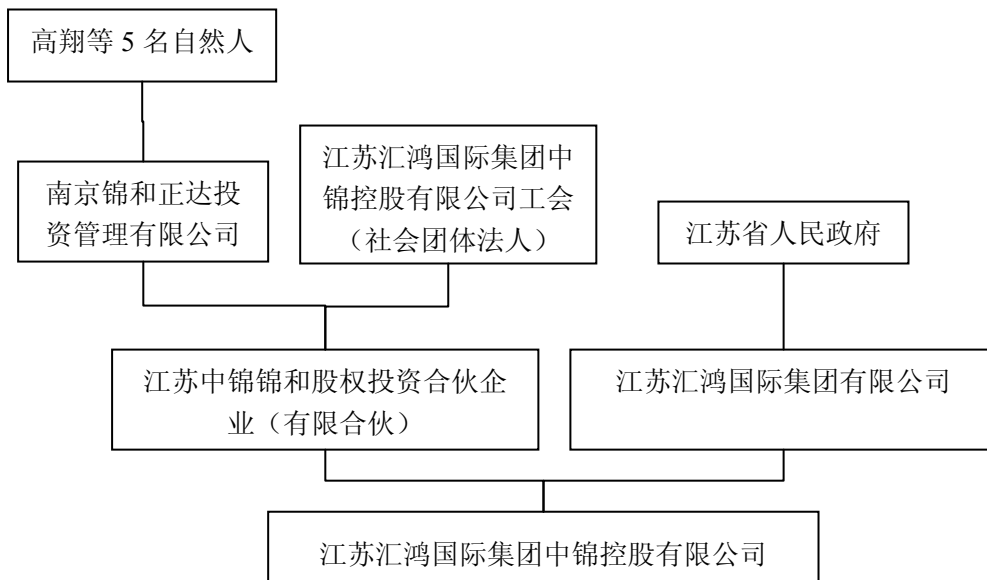 高翔等 5 名自然人
南京锦和正达投
资管理有限公司
江苏汇鸿国际集团中
锦控股有限公司工会
（社会团体法人）
江苏省人民政府
江苏中锦锦和股权投资合伙企
业（有限合伙）
江苏汇鸿国际集团有限公司
江苏汇鸿国际集团中锦控股有限公司